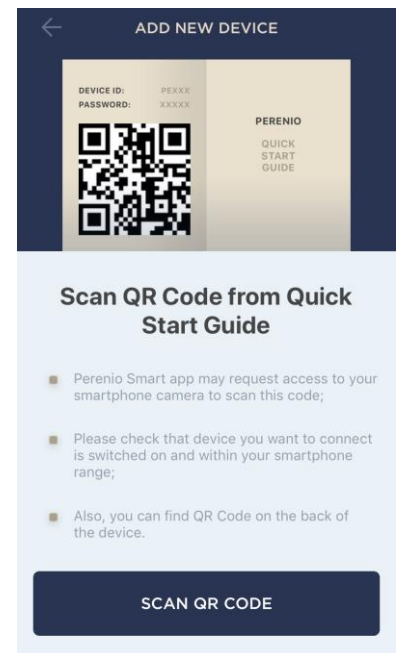 ADD NEW DEVICE
DEVICE ID: PEXXX
PASSWORD: XXXXX
PERENIO
QUICK
START
GUIDE
Scan QR Code from Quick
Start Guide
Perenio Smart app may request access to your
smartphone camera to scan this code;
Please check that device you want to connect
is switched on and within your smartphone
range;
Also, you can find QR Code on the back of
the device.
SCAN QR CODE